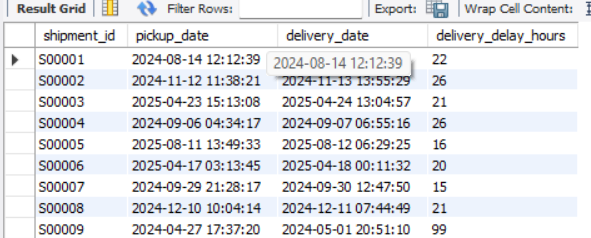 Result Grid Filter Rows: Export: Wrap Cell Content:
shipment_id pickup_date delivery_date delivery_delay_hours
S00001 2024-08-14 12:12:39 2024-08-14 12:12:39 22
S00002 2024-11-12 11:38:21 2024-11-13 13:55:29 26
S00003 2025-04-23 15:13:08 2025-04-24 13:04:57 21
S00004 2024-09-06 04:34:17 2024-09-07 06:55:16 26
S00005 2025-08-11 13:49:33 2025-08-12 06:29:25 16
S00006 2025-04-17 03:13:45 2025-04-18 00:11:32 20
S00007 2024-09-29 21:28:17 2024-09-30 12:47:50 15
S00008 2024-12-10 10:04:14 2024-12-11 07:44:49 21
S00009 2024-04-27 17:37:20 2024-05-01 20:51:10 99